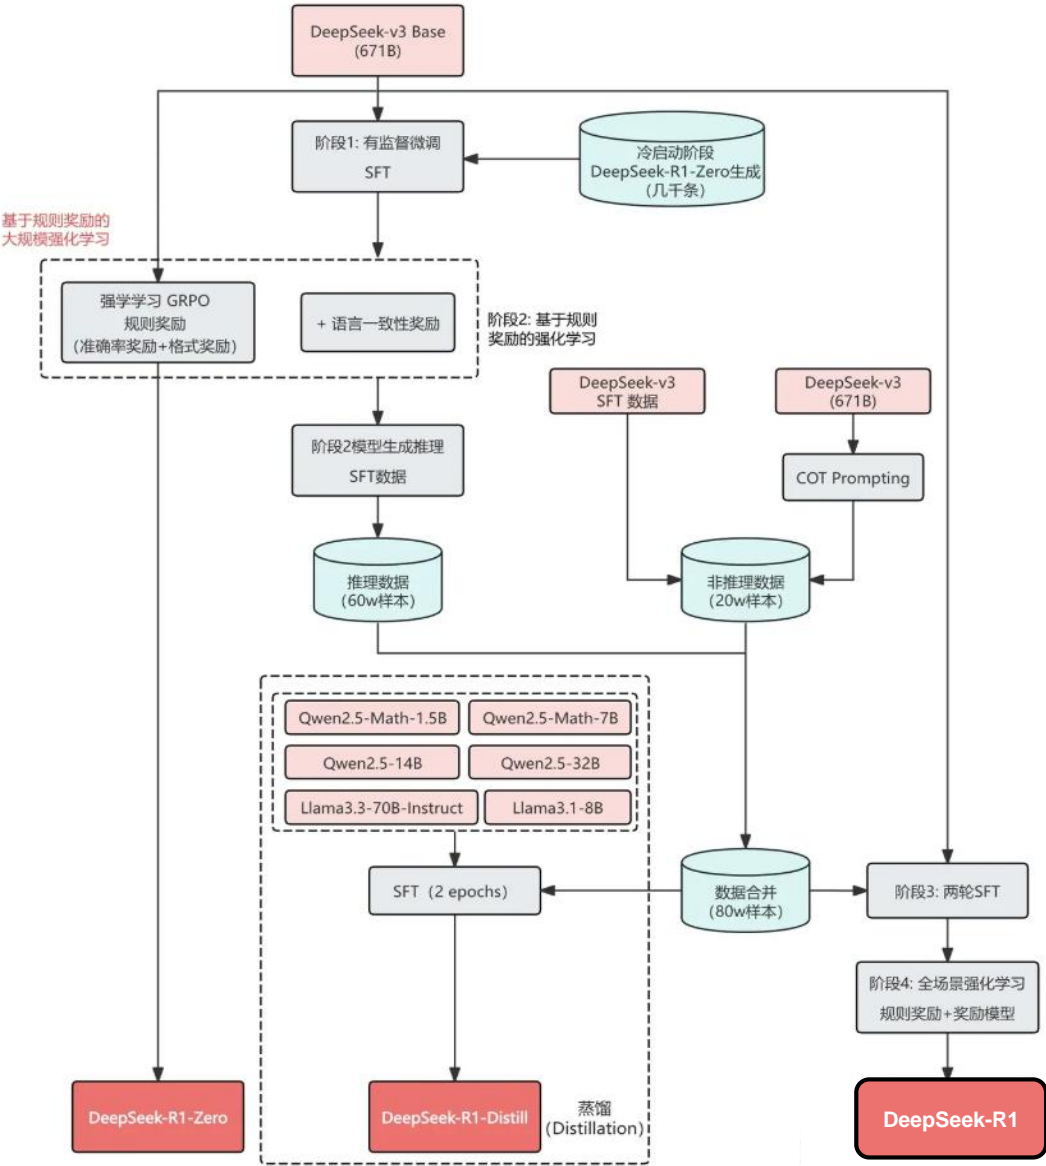 DeepSeek-v3 Base
(671B)
阶段1: 有监督微调
SFT
冷启动阶段
DeepSeek-R1-Zero生成
(几千条)
基于规则奖励的
大规模强化学习
强学学习 GRPO
规则奖励
(准确率奖励+格式奖励)
+ 语言一致性奖励
阶段2: 基于规则
奖励的强化学习
DeepSeek-v3
SFT 数据
DeepSeek-v3
(671B)
阶段2模型生成推理
SFT数据
COT Prompting
推理数据
(60w样本)
非推理数据
(20w样本)
Qwen2.5-Math-1.5B
Qwen2.5-Math-7B
Qwen2.5-14B
Qwen2.5-32B
Llama3.3-70B-Instruct
Llama3.1-8B
SFT（2 epochs）
数据合并
(80w样本)
阶段3: 两轮SFT
阶段4: 全场景强化学习
规则奖励+奖励模型
DeepSeek-R1-Zero
DeepSeek-R1-Distill
蒸馏
（Distillation）
DeepSeek-R1